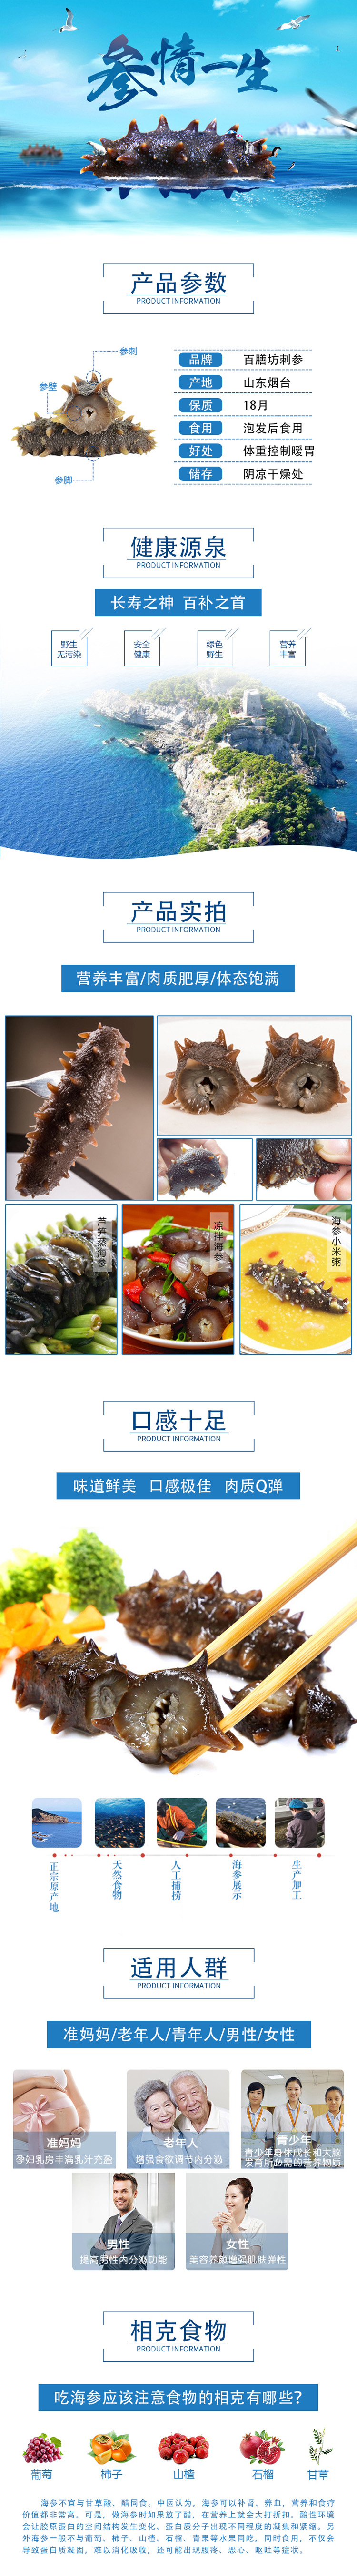 参情一生
产品参数
PRODUCT INFORMATION
参刺
参壁
参脚
品牌 百膳坊刺参
产地 山东烟台
保质 18月
食用 泡发后食用
好处 体重控制暖胃
储存 阴凉干燥处
健康源泉
PRODUCT INFORMATION
长寿之神 百补之首
野生
无污染
安全
健康
绿色
野生
营养
丰富
产品实拍
PRODUCT INFORMATION
营养丰富/肉质肥厚/体态饱满
芦笋蒸海参
凉拌海参
海参小米粥
口感十足
PRODUCT INFORMATION
味道鲜美 口感极佳 肉质Q弹
正宗原产地
天然食物
人工捕捞
海参展示
生产加工
适用人群
PRODUCT INFORMATION
准妈妈/老年人/青年人/男性/女性
准妈妈
孕妇乳房丰满乳汁充盈
老年人
增强食欲调节内分泌
青少年
青少年身体成长和大脑
发育所必需的营养物质
男性
提高男性内分泌功能
女性
美容养颜增强肌肤弹性
相克食物
PRODUCT INFORMATION
吃海参应该注意食物的相克有哪些?
葡萄
柿子
山楂
石榴
甘草
海参不宜与甘草酸、醋同食。中医认为，海参可以补肾、养血，营养和食疗
价值都非常高。可是，做海参时如果放了醋，在营养上就会大打折扣。酸性环境
会让胶原蛋白的空间结构发生变化、蛋白质分子出现不同程度的凝集和紧缩。另
外海参一般不与葡萄、柿子、山楂、石榴、青果等水果同吃，同时食用，不仅会
导致蛋白质凝固，难以消化吸收，还可能出现腹疼、恶心、呕吐等症状。